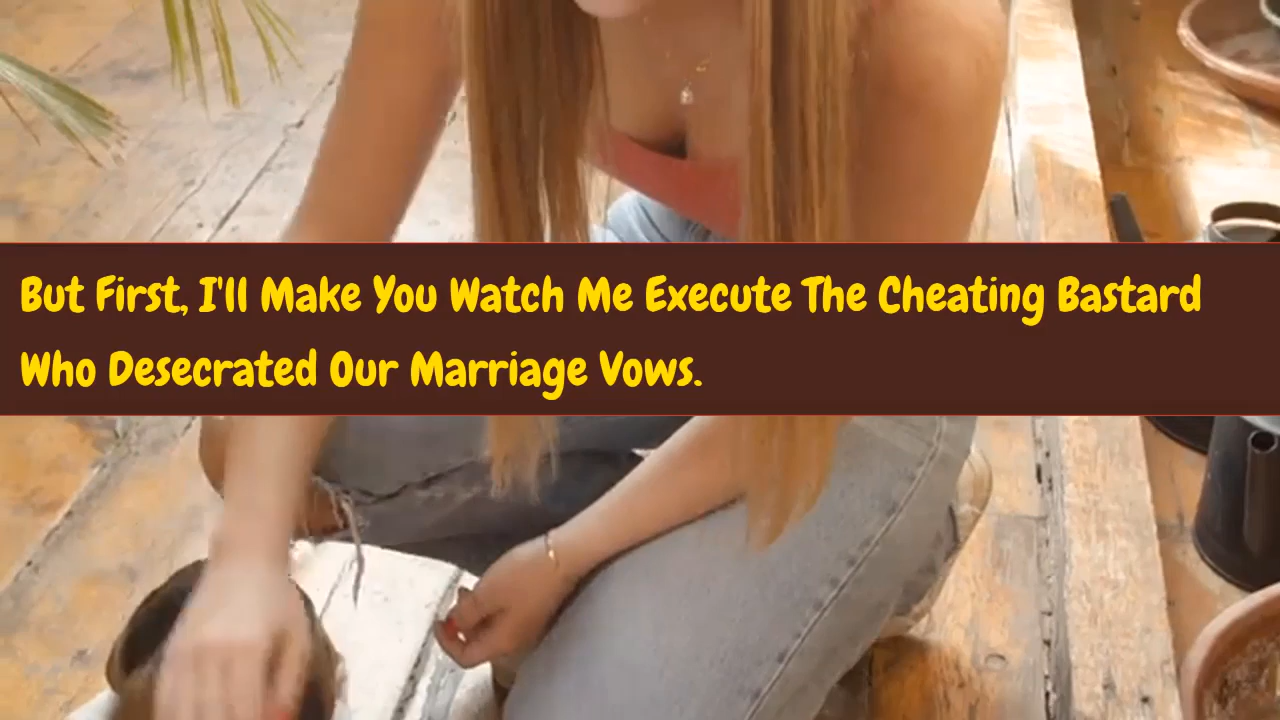 But First, I'll Make You Watch Me Execute The Cheating Bastard
Who Desecrated Our Marriage Vows.